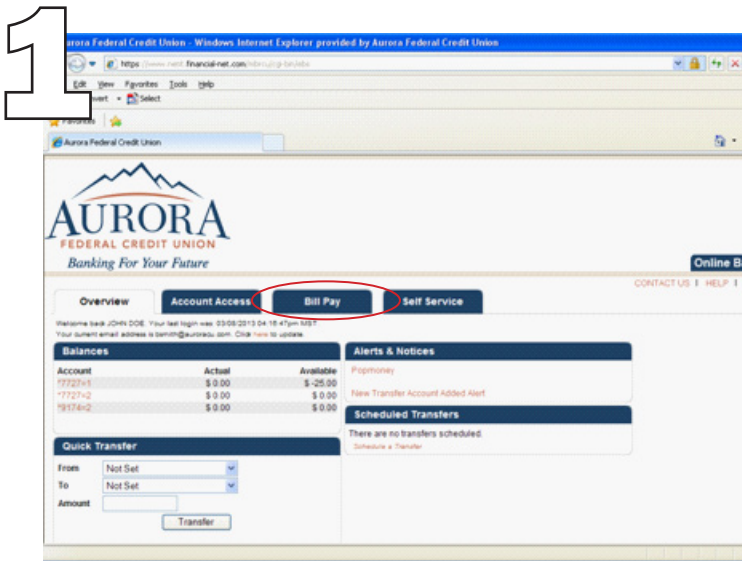 1
Aurora Federal Credit Union - Windows Internet Explorer provided by Aurora Federal Credit Union
https financial-net.com
Edit View Favorites Tools Help
Select
Favorites
Aurora Federal Credit Union
AURORA
FEDERAL CREDIT UNION
Banking For Your Future
Online B
CONTACT US | HELP |
Overview Account Access Bill Pay Self Service
Welcome back JOHN DOE. Your last login was: 03/08/2013 04:16:47pm MST
Your current email address is Click here to update
Balances
Account Actual Available
*7727=1 $ 0.00 $ -25.00
*7727=2 $ 0.00 $ 0.00
*9174=2 $ 0.00 $ 0.00
Quick Transfer
From Not Set
To Not Set
Amount
Transfer
Alerts & Notices
Popmoney
New Transfer Account Added Alert
Scheduled Transfers
There are no transfers scheduled.
Schedule a Transfer